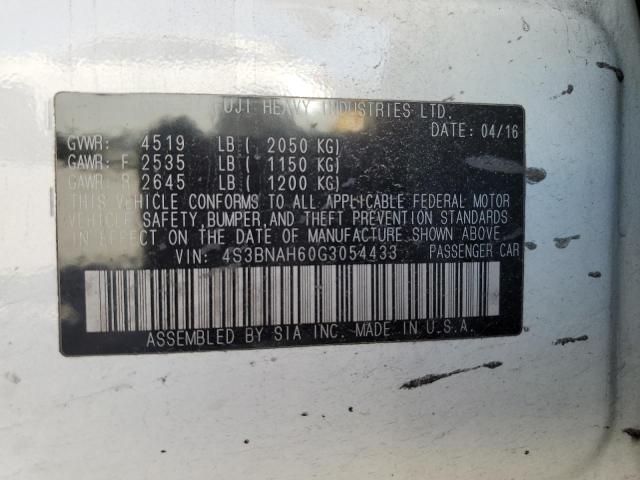 FUJI HEAVY INDUSTRIES LTD.
DATE: 04/16
GVWR: 4519 LB ( 2050 KG)
GAWR: F 2535 LB ( 1150 KG)
GAWR: R 2645 LB ( 1200 KG)
THIS VEHICLE CONFORMS TO ALL APPLICABLE FEDERAL MOTOR
VEHICLE SAFETY, BUMPER, AND THEFT PREVENTION STANDARDS
IN EFFECT ON THE DATE OF MANUFACTURE SHOWN ABOVE.
VIN: 4S3BNAH60G3054433 PASSENGER CAR
ASSEMBLED BY SIA INC. MADE IN U.S.A.